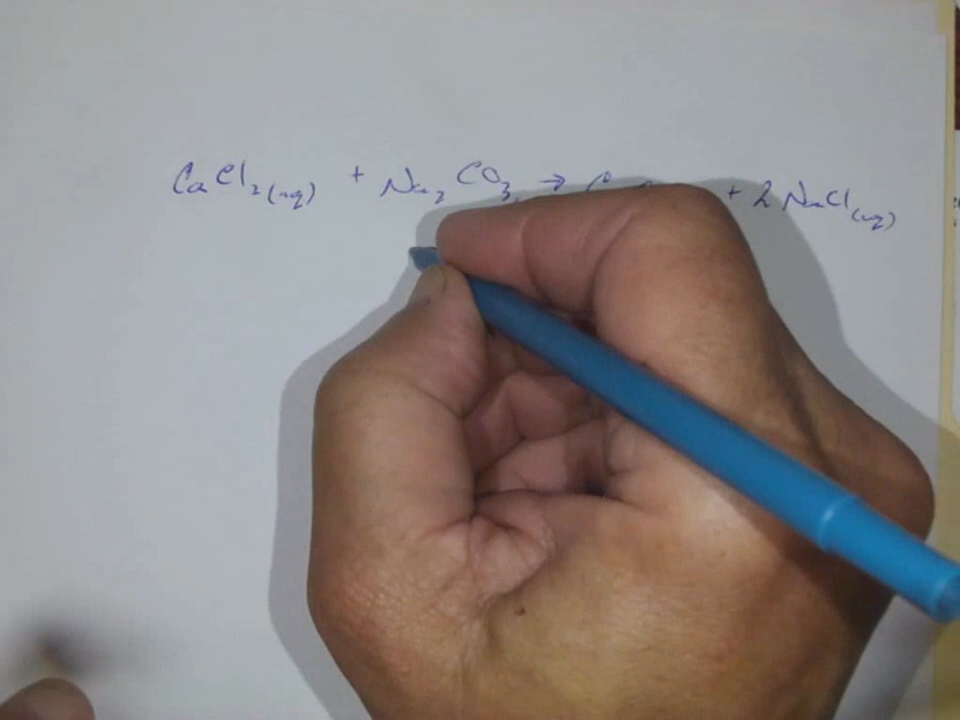 CaCl₂(aq) + Na₂CO₃ → C + 2 NaCl(aq)